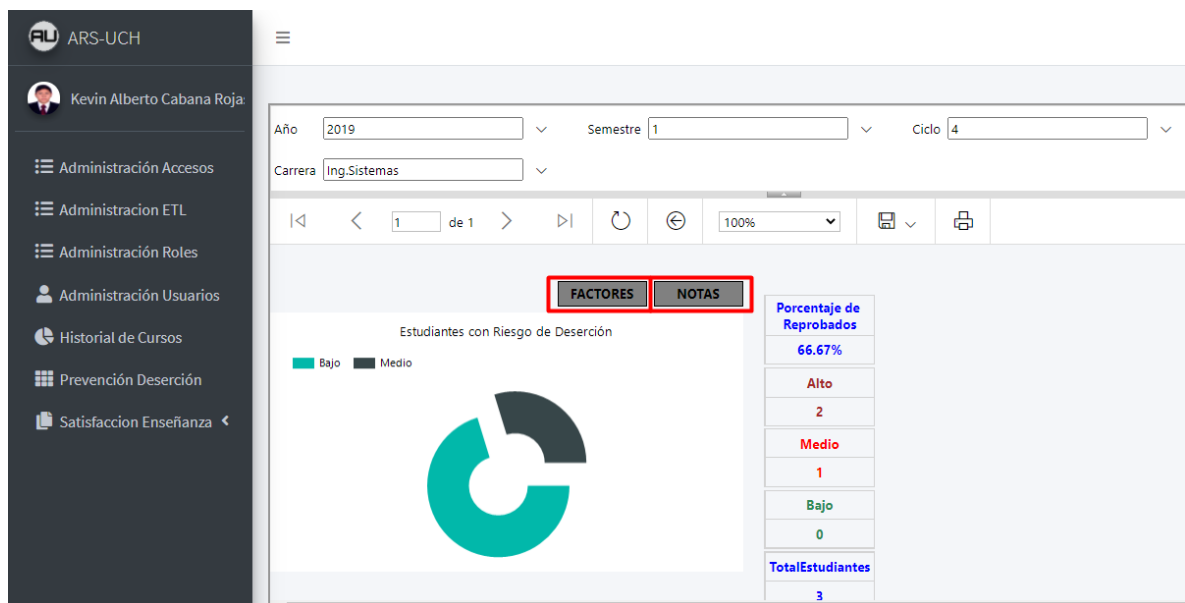 AU ARS-UCH
Kevin Alberto Cabana Roja
Administración Accesos
Administracion ETL
Administración Roles
Administración Usuarios
Historial de Cursos
Prevención Deserción
Satisfaccion Enseñanza
Año 2019 Semestre 1 Ciclo 4
Carrera Ing.Sistemas
1 de 1 100%
FACTORES NOTAS
Estudiantes con Riesgo de Deserción
Bajo Medio
Porcentaje de
Reprobados
66.67%
Alto
2
Medio
1
Bajo
0
TotalEstudiantes
3